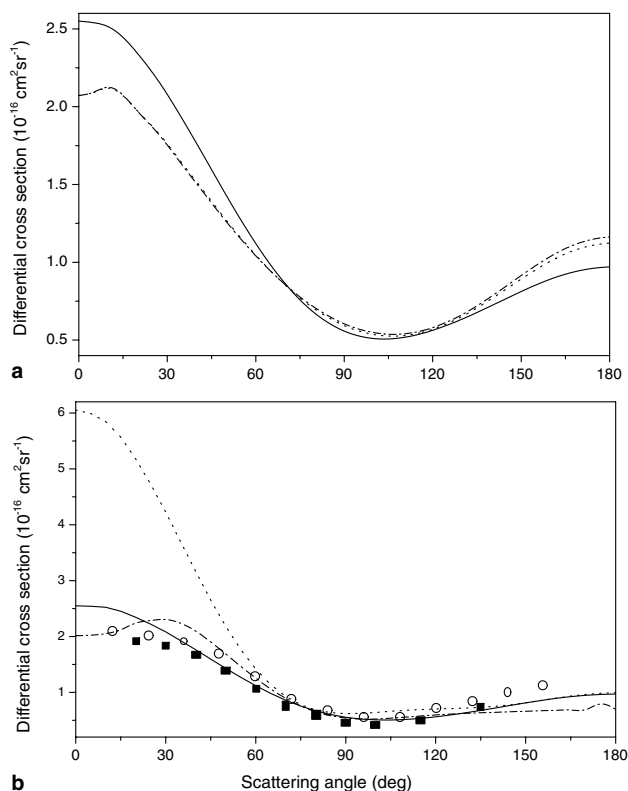 2.5
2.0
1.5
1.0
0.5
Differential cross section (10⁻¹⁶ cm²sr⁻¹)
0 30 60 90 120 150 180
a
6
5
4
3
2
1
Differential cross section (10⁻¹⁶ cm²sr⁻¹)
0 30 60 90 120 150 180
b
Scattering angle (deg)